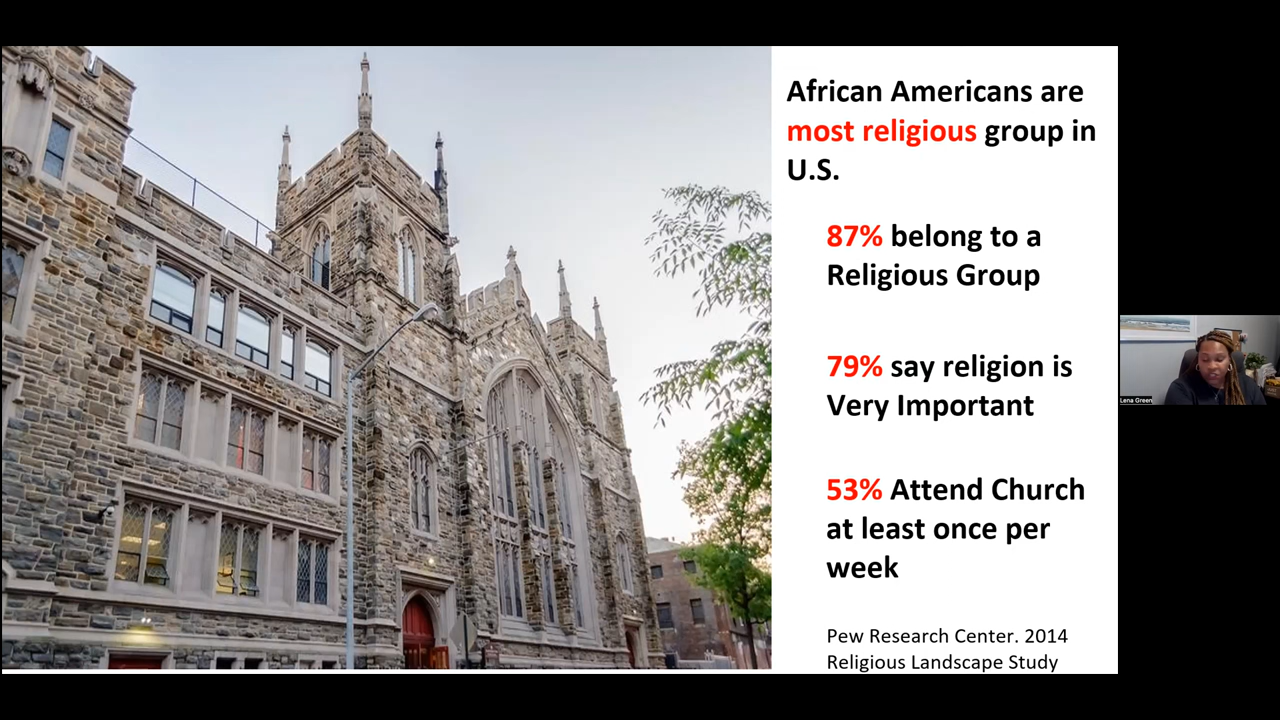 African Americans are
most religious group in
U.S.
87% belong to a
Religious Group
79% say religion is
Very Important
53% Attend Church
at least once per
week
Pew Research Center. 2014
Religious Landscape Study
Lena Green